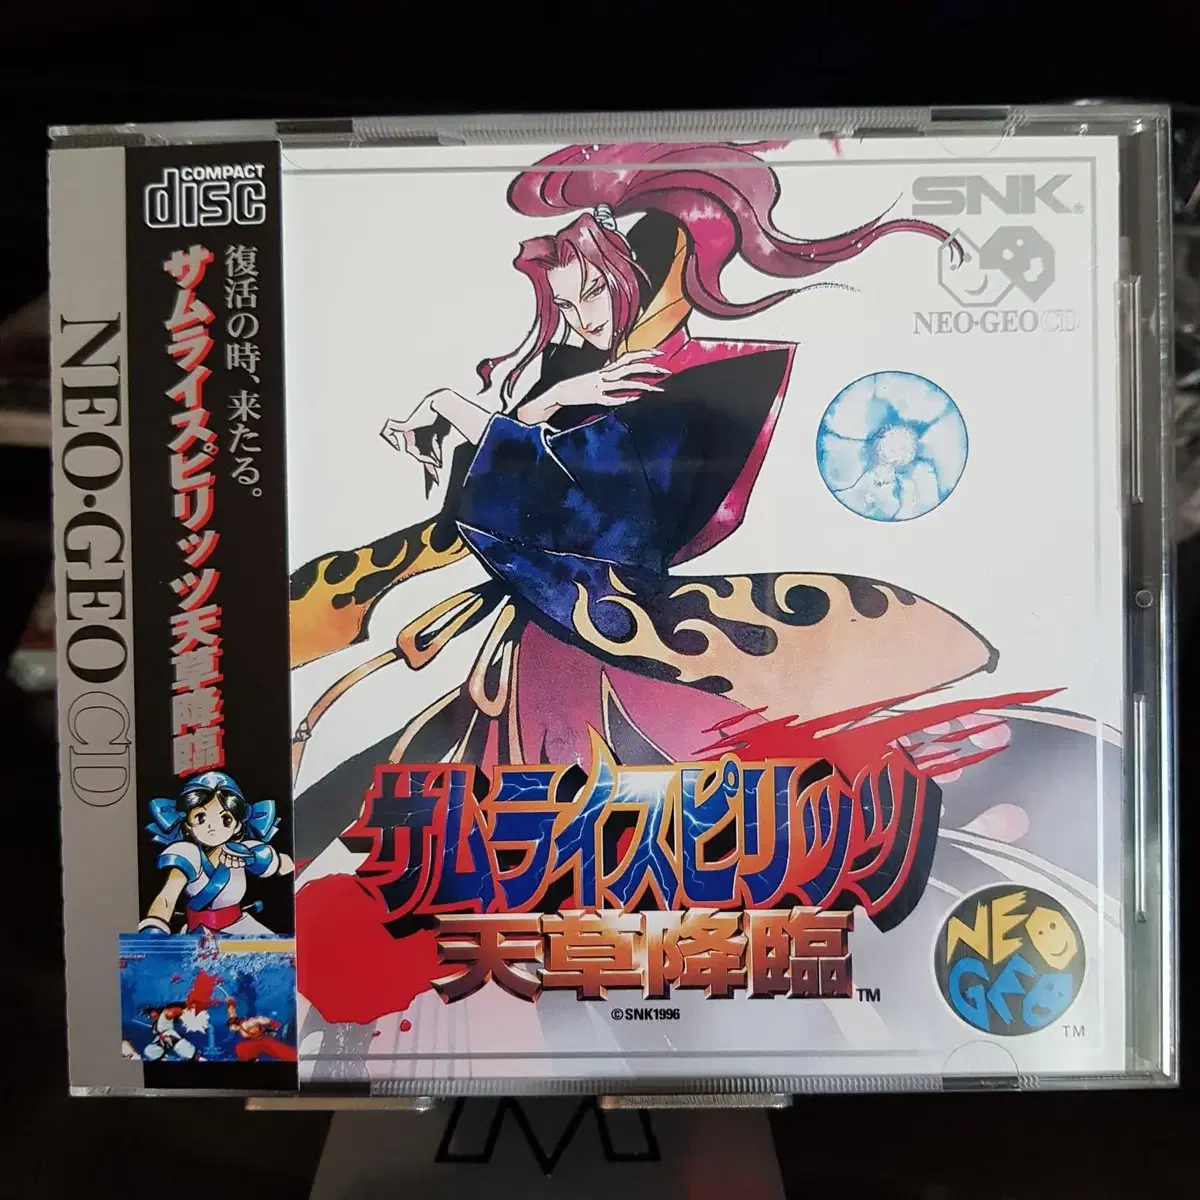 COMPACT
disc
復活の時、来たる。
サムライスピリッツ天草降臨
NEO・GEO CD
SNK®
NEO・GEO CD
サムライスピリッツ
天草降臨™
©SNK1996
NEO
GEO
TM
M